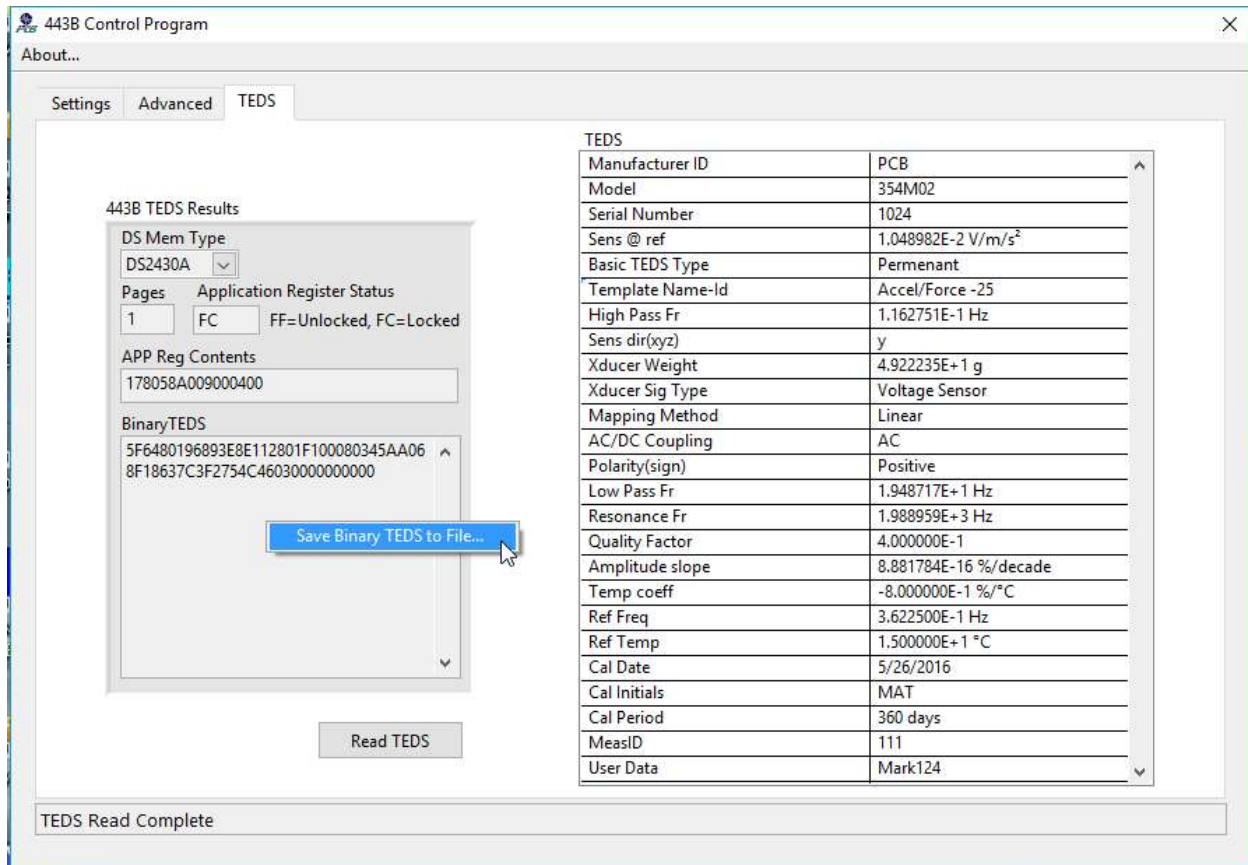 443B Control Program
About...
Settings Advanced TEDS
443B TEDS Results
DS Mem Type
DS2430A
Pages Application Register Status
1 FC FF=Unlocked, FC=Locked
APP Reg Contents
178058A009000400
BinaryTEDS
5F6480196893E8E112801F100080345AA06
8F18637C3F2754C46030000000000
Save Binary TEDS to File...
Read TEDS
TEDS
Manufacturer ID PCB
Model 354M02
Serial Number 1024
Sens @ ref 1.048982E-2 V/m/s²
Basic TEDS Type Permenant
Template Name-Id Accel/Force -25
High Pass Fr 1.162751E-1 Hz
Sens dir(xyz) y
Xducer Weight 4.922235E+1 g
Xducer Sig Type Voltage Sensor
Mapping Method Linear
AC/DC Coupling AC
Polarity(sign) Positive
Low Pass Fr 1.948717E+1 Hz
Resonance Fr 1.988959E+3 Hz
Quality Factor 4.000000E-1
Amplitude slope 8.881784E-16 %/decade
Temp coeff -8.000000E-1 %/°C
Ref Freq 3.622500E-1 Hz
Ref Temp 1.500000E+1 °C
Cal Date 5/26/2016
Cal Initials MAT
Cal Period 360 days
MeasID 111
User Data Mark124
TEDS Read Complete